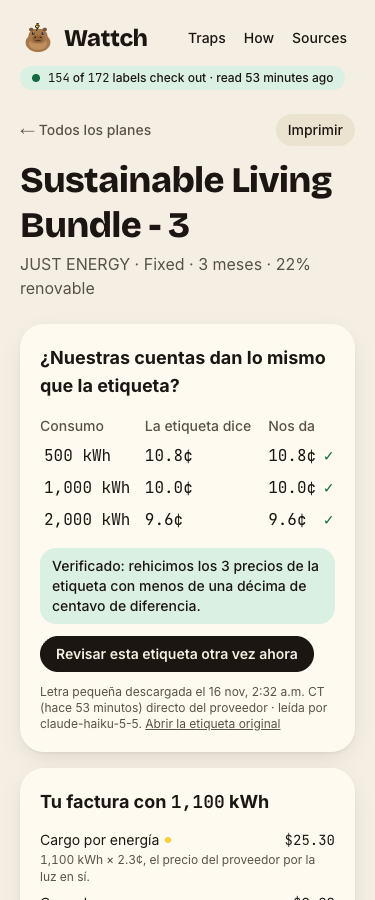 Wattch
Traps How Sources
154 of 172 labels check out · read 53 minutes ago
← Todos los planes
Imprimir
Sustainable Living
Bundle - 3
JUST ENERGY · Fixed · 3 meses · 22%
renovable
¿Nuestras cuentas dan lo mismo
que la etiqueta?
Consumo La etiqueta dice Nos da
500 kWh 10.8¢ 10.8¢ ✓
1,000 kWh 10.0¢ 10.0¢ ✓
2,000 kWh 9.6¢ 9.6¢ ✓
Verificado: rehicimos los 3 precios de la
etiqueta con menos de una décima de
centavo de diferencia.
Revisar esta etiqueta otra vez ahora
Letra pequeña descargada el 16 nov, 2:32 a.m. CT
(hace 53 minutos) directo del proveedor · leída por
claude-haiku-5-5. Abrir la etiqueta original
Tu factura con 1,100 kWh
Cargo por energía $25.30
1,100 kWh × 2.3¢, el precio del proveedor por la
luz en sí.